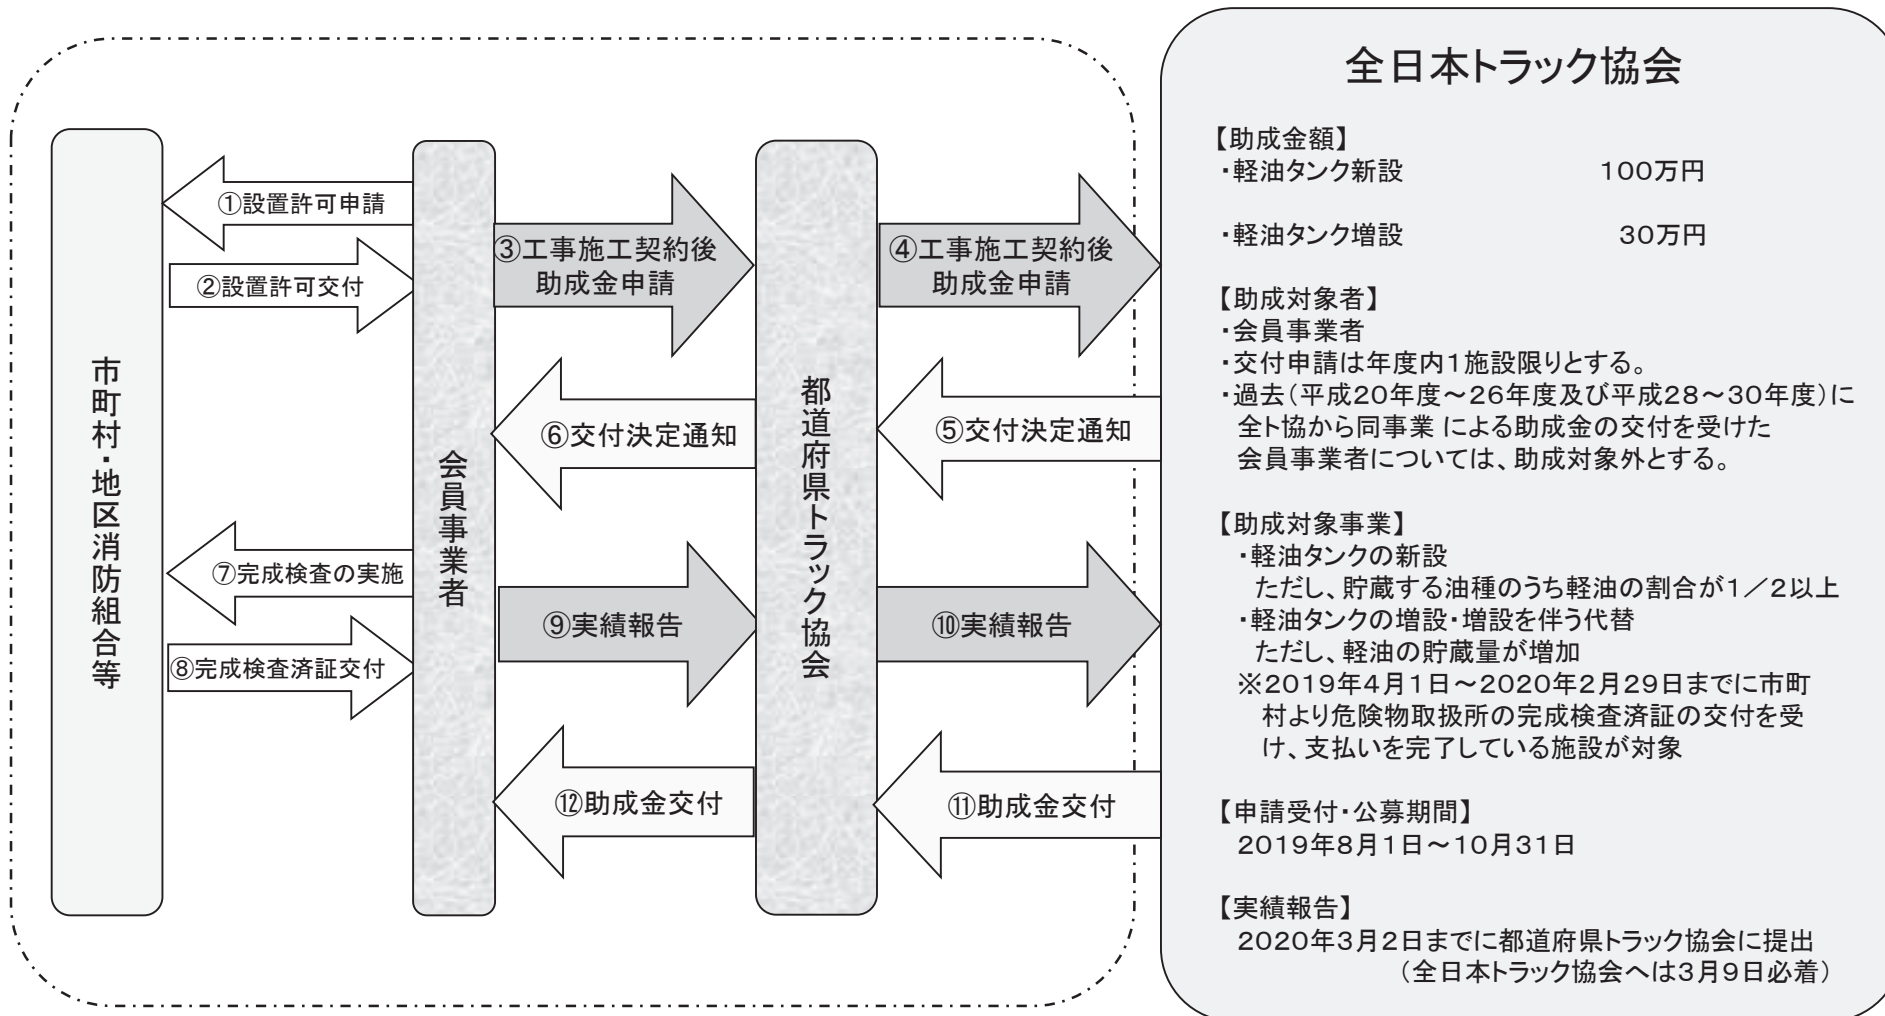 市町村・地区消防組合等
①設置許可申請
②設置許可交付
⑦完成検査の実施
⑧完成検査済証交付
会員事業者
③工事施工契約後
助成金申請
⑥交付決定通知
⑨実績報告
⑫助成金交付
都道府県トラック協会
④工事施工契約後
助成金申請
⑤交付決定通知
⑩実績報告
⑪助成金交付
全日本トラック協会
【助成金額】
・軽油タンク新設 １００万円
・軽油タンク増設 ３０万円
【助成対象者】
・会員事業者
・交付申請は年度内１施設限りとする。
・過去（平成２０年度～２６年度及び平成２８～３０年度）に
全ト協から同事業 による助成金の交付を受けた
会員事業者については、助成対象外とする。
【助成対象事業】
・軽油タンクの新設
ただし、貯蔵する油種のうち軽油の割合が１／２以上
・軽油タンクの増設・増設を伴う代替
ただし、軽油の貯蔵量が増加
※２０１９年４月１日～２０２０年２月２９日までに市町
村より危険物取扱所の完成検査済証の交付を受
け、支払いを完了している施設が対象
【申請受付・公募期間】
２０１９年８月１日～１０月３１日
【実績報告】
２０２０年３月２日までに都道府県トラック協会に提出
（全日本トラック協会へは３月９日必着）